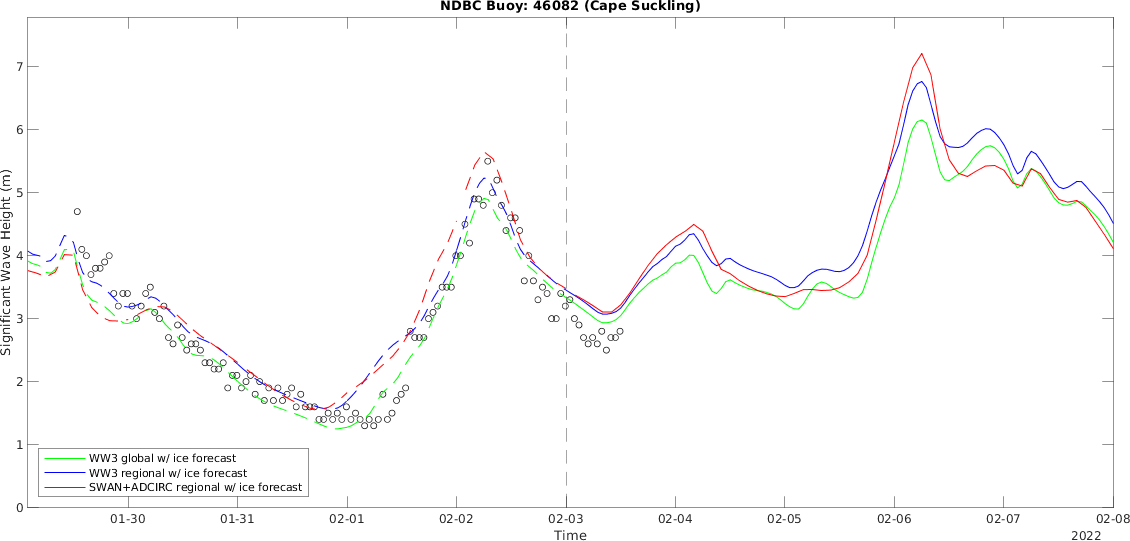 NDBC Buoy: 46082 (Cape Suckling)
Significant Wave Height (m)
7
6
5
4
3
2
1
0
WW3 global w/ ice forecast
WW3 regional w/ ice forecast
SWAN+ADCIRC regional w/ ice forecast
01-30 01-31 02-01 02-02 02-03 02-04 02-05 02-06 02-07 02-08
Time
2022